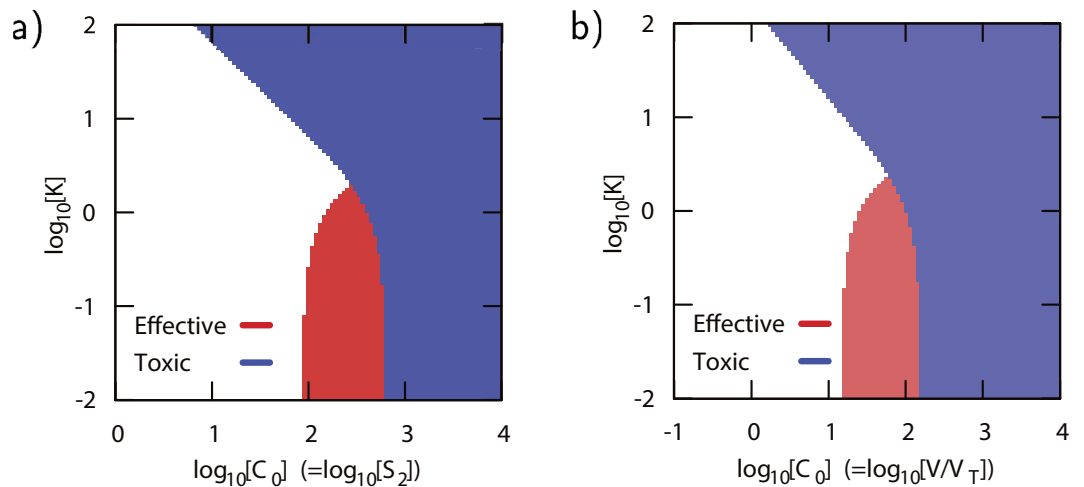 a)
2
1
0
-1
-2
log10[K]
Effective
Toxic
0 1 2 3 4
log10[C0] (=log10[S2])
b)
2
1
0
-1
-2
log10[K]
Effective
Toxic
-1 0 1 2 3 4
log10[C0] (=log10[V/VT])